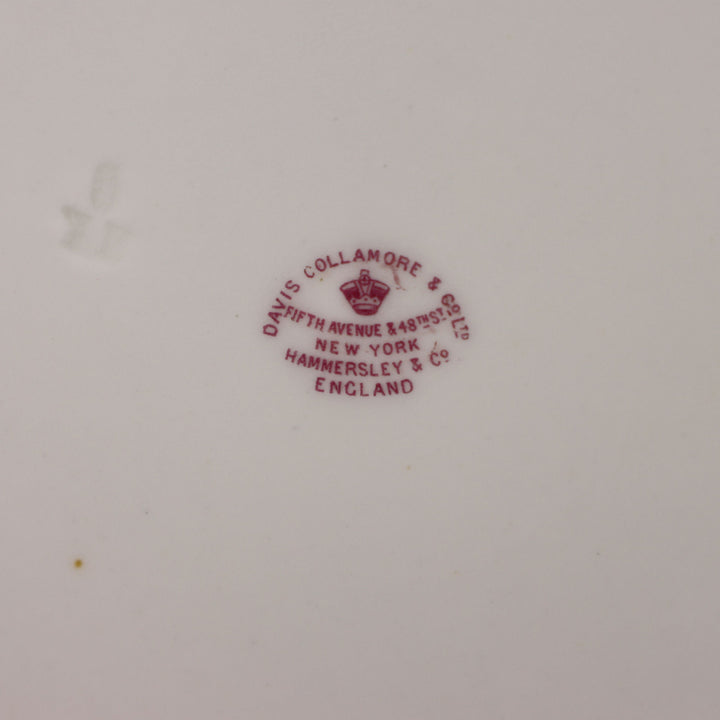 DAVIS COLLAMORE & CO. LTD
FIFTH AVENUE & 48TH ST.
NEW YORK
HAMMERSLEY & CO
ENGLAND